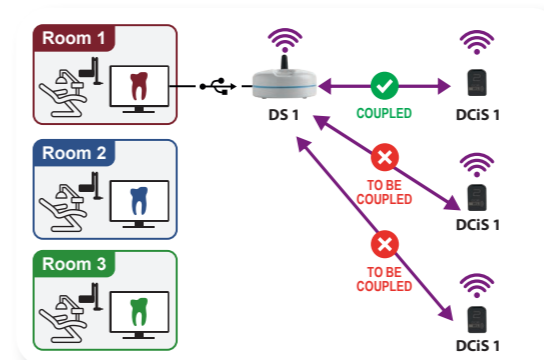 Room 1
DS 1
COUPLED
DCiS 1
Room 2
TO BE
COUPLED
DCiS 1
Room 3
TO BE
COUPLED
DCiS 1